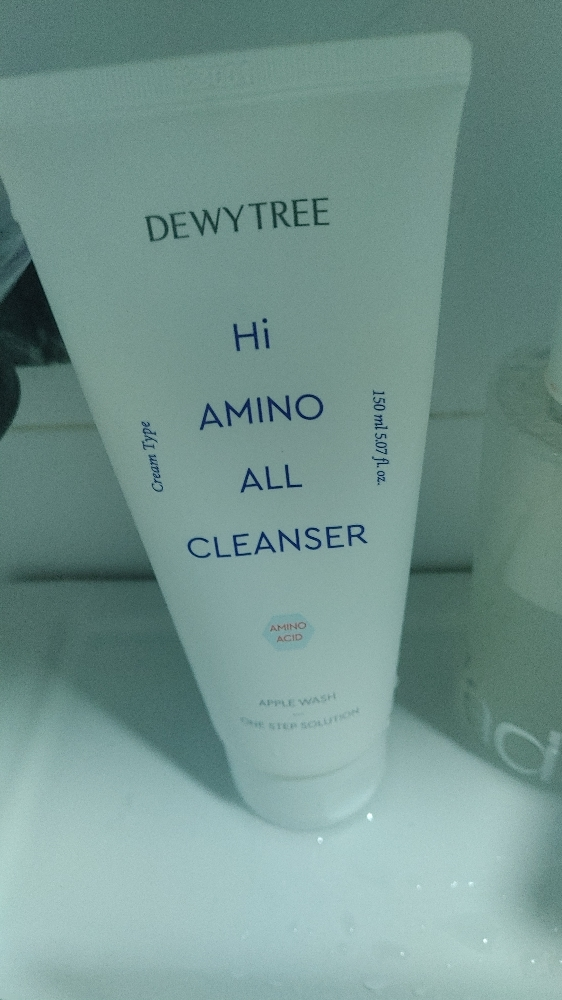 DEWYTREE
Hi
AMINO
ALL
CLEANSER
Cream Type
150 ml 5.07 fl. oz.
AMINO
ACID
APPLE WASH
ONE STEP SOLUTION